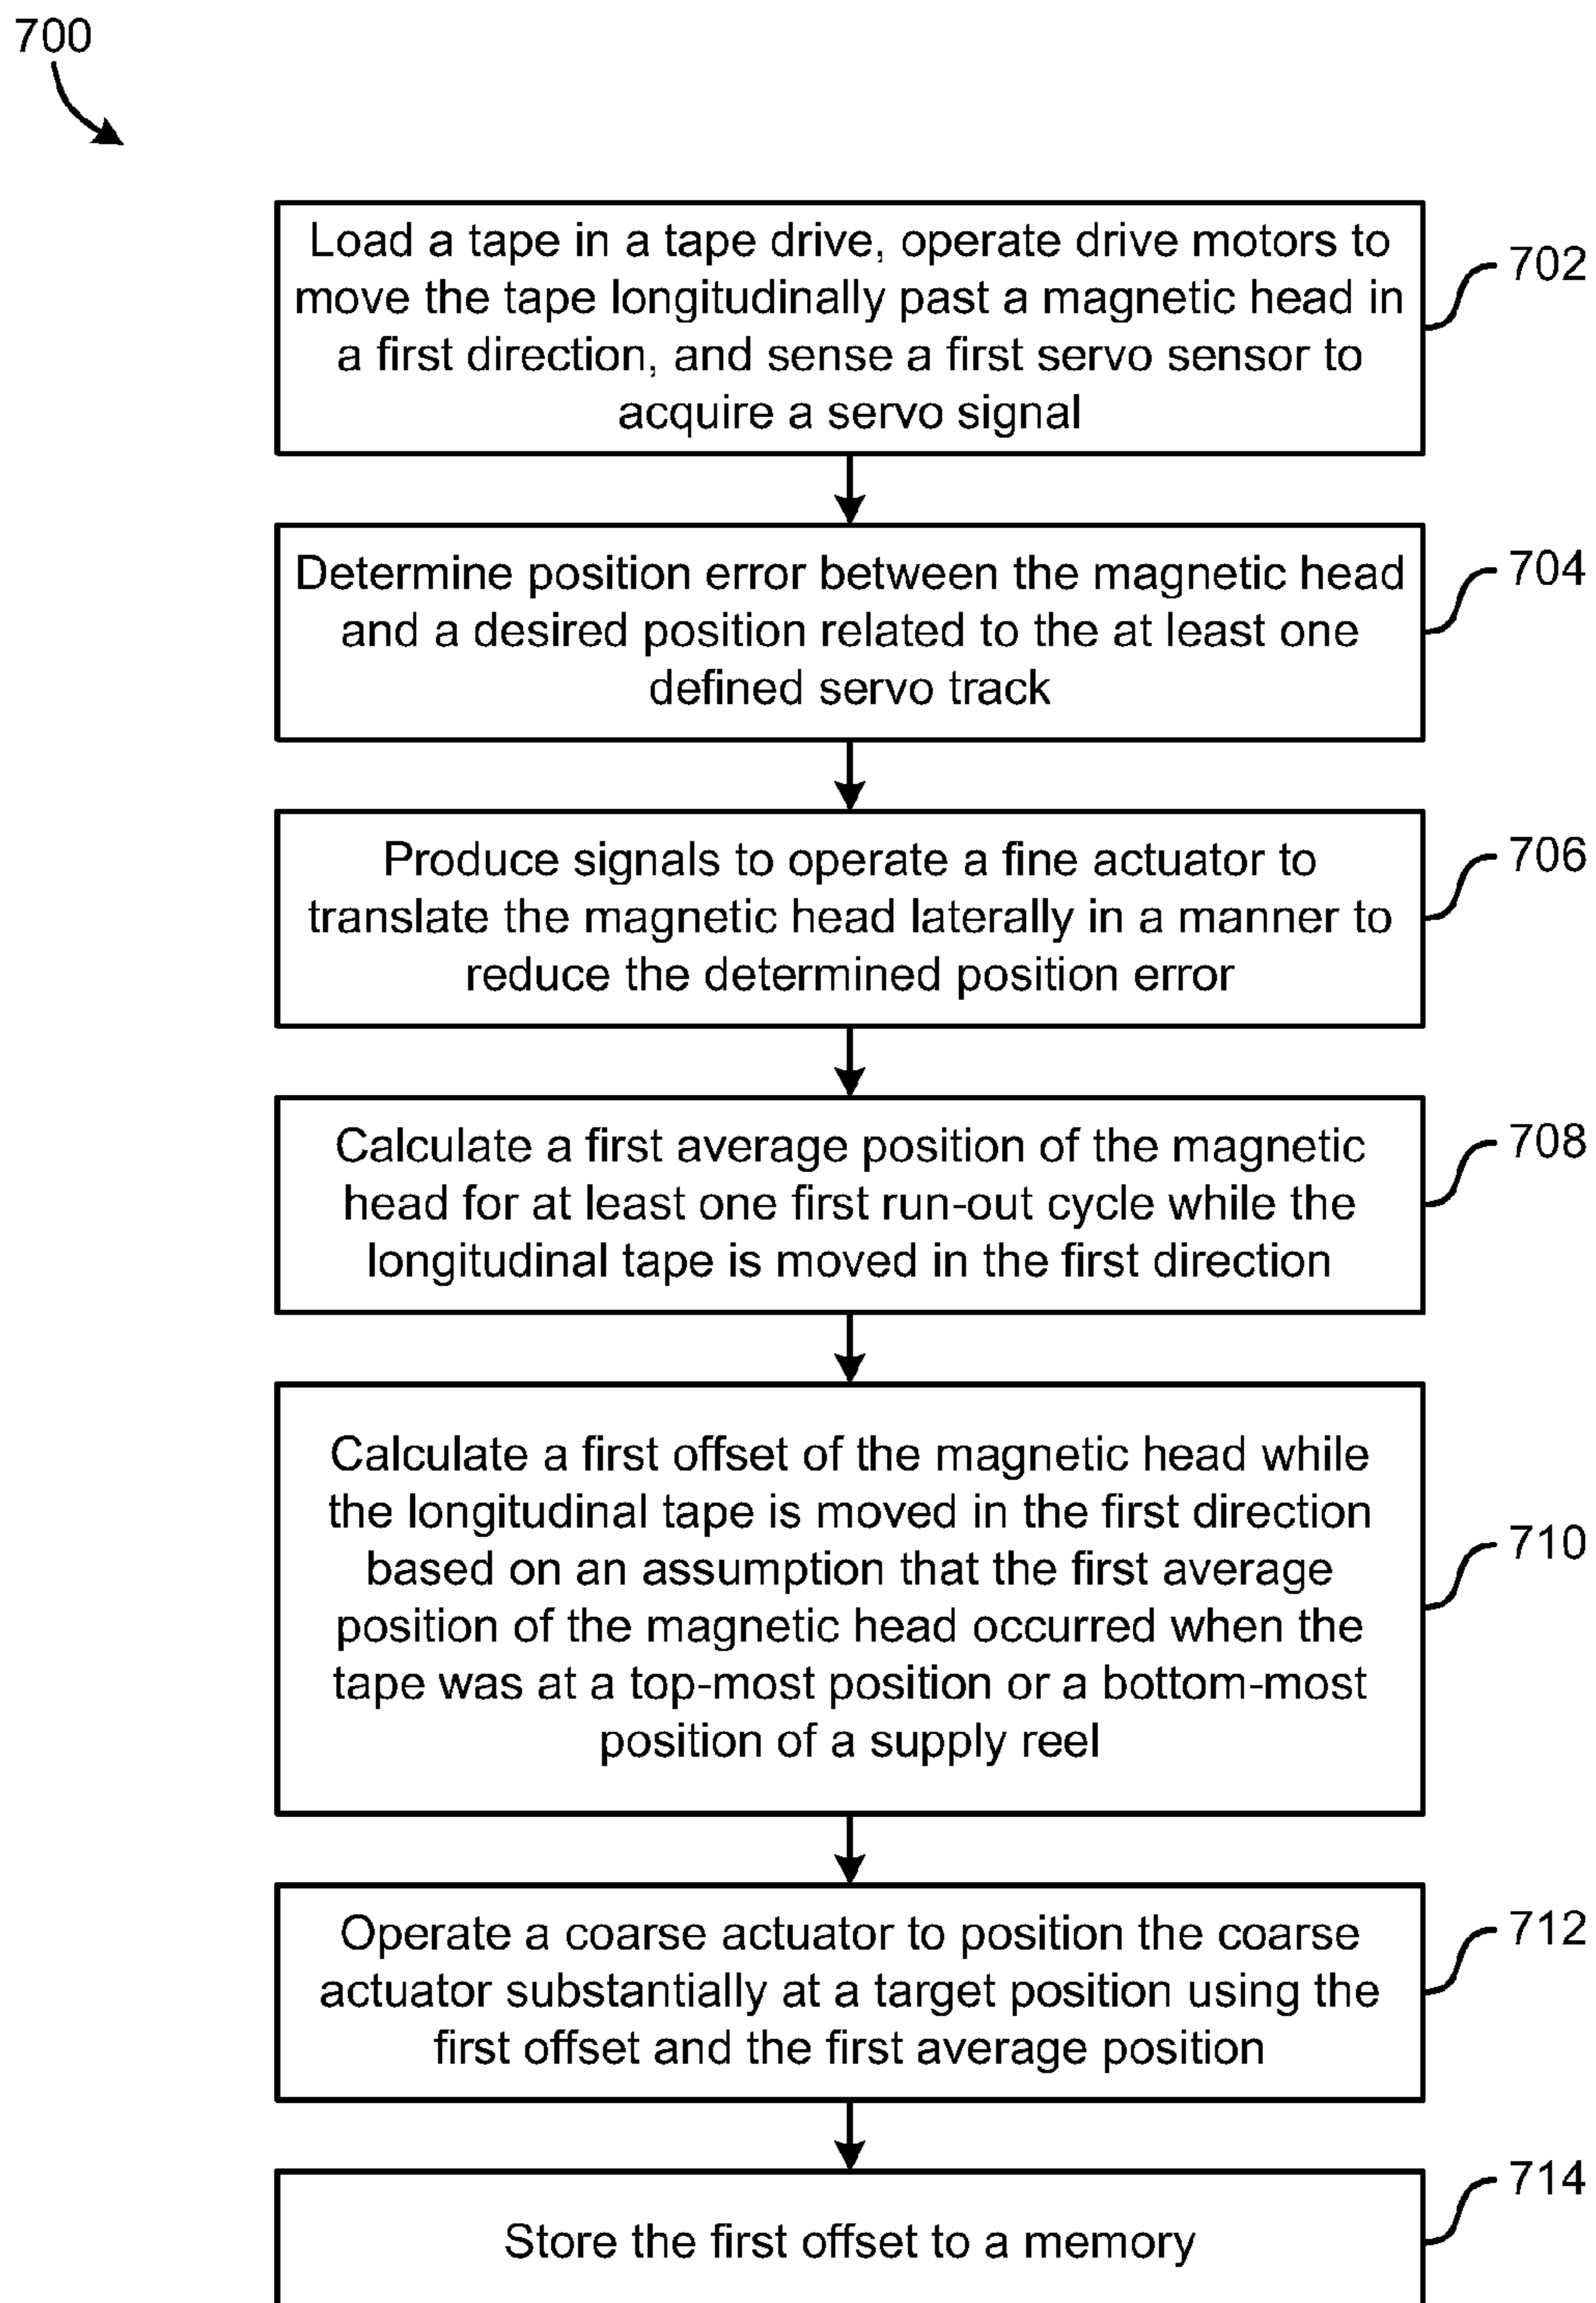 700
Load a tape in a tape drive, operate drive motors to
move the tape longitudinally past a magnetic head in
a first direction, and sense a first servo sensor to
acquire a servo signal
702
Determine position error between the magnetic head
and a desired position related to the at least one
defined servo track
704
Produce signals to operate a fine actuator to
translate the magnetic head laterally in a manner to
reduce the determined position error
706
Calculate a first average position of the magnetic
head for at least one first run-out cycle while the
longitudinal tape is moved in the first direction
708
Calculate a first offset of the magnetic head while
the longitudinal tape is moved in the first direction
based on an assumption that the first average
position of the magnetic head occurred when the
tape was at a top-most position or a bottom-most
position of a supply reel
710
Operate a coarse actuator to position the coarse
actuator substantially at a target position using the
first offset and the first average position
712
Store the first offset to a memory
714